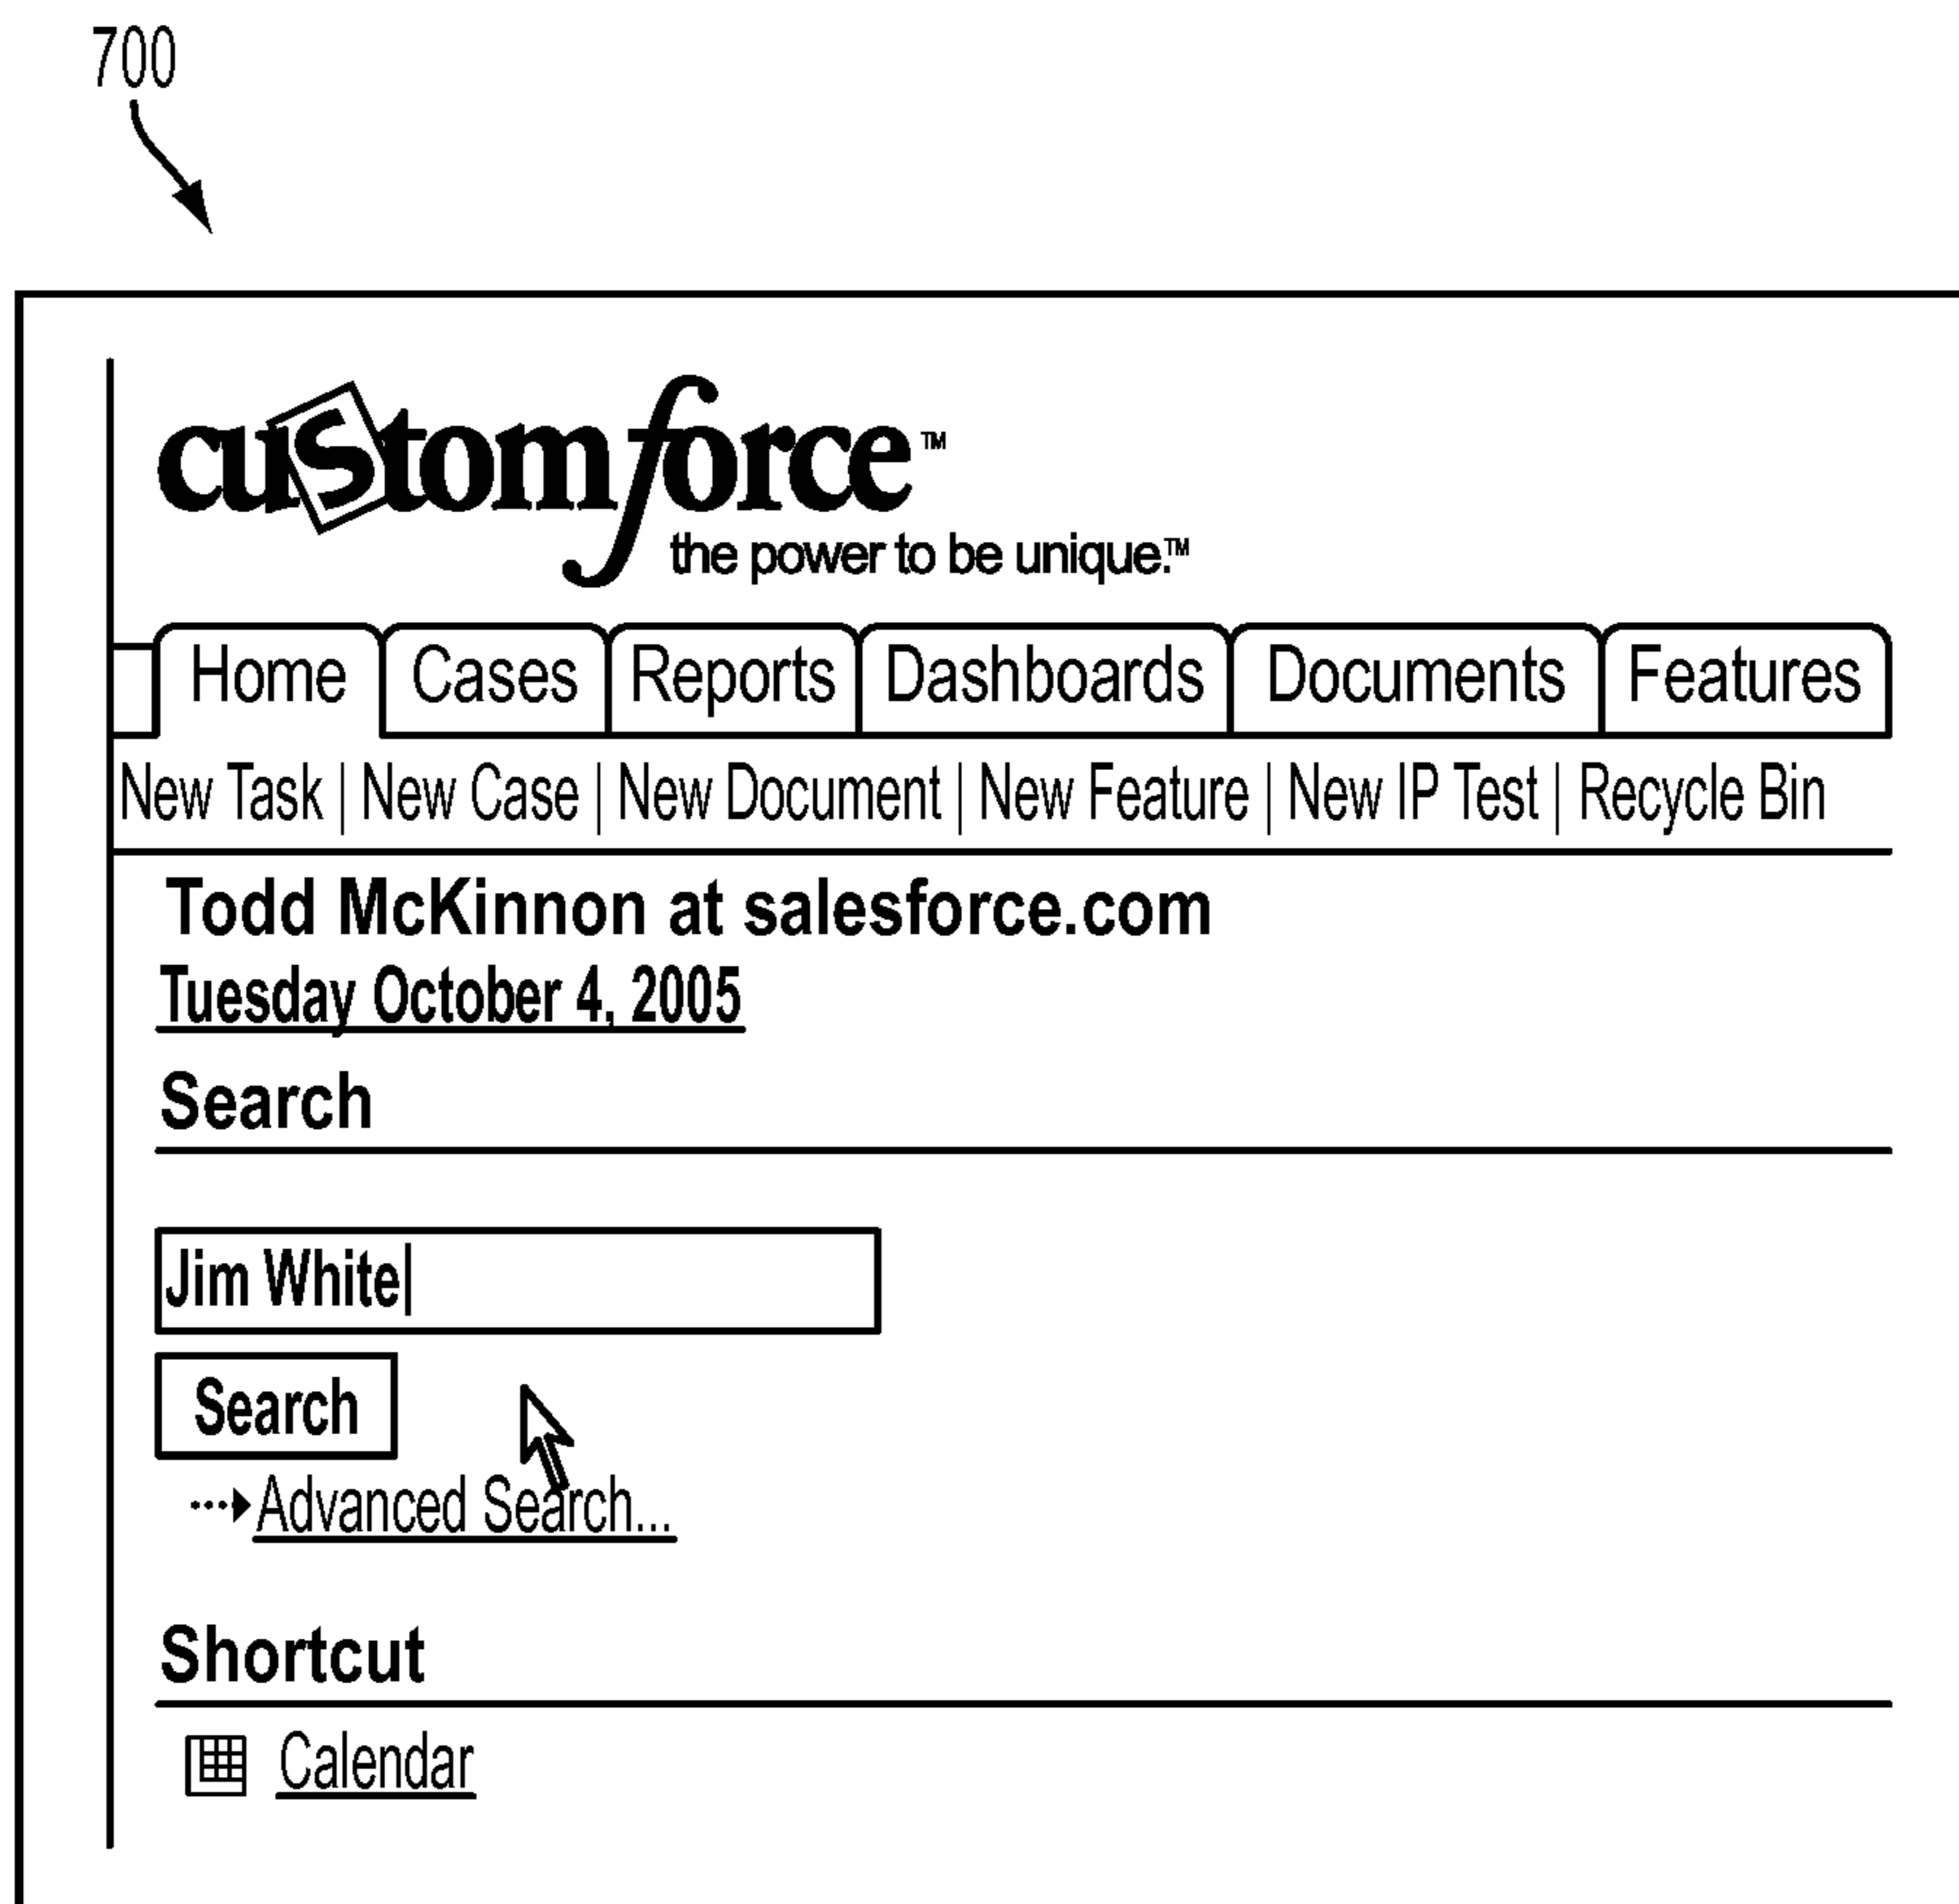 700
customforce™
the power to be unique.™
Home Cases Reports Dashboards Documents Features
New Task | New Case | New Document | New Feature | New IP Test | Recycle Bin
Todd McKinnon at salesforce.com
Tuesday October 4, 2005
Search
Jim White
Search
Advanced Search...
Shortcut
Calendar